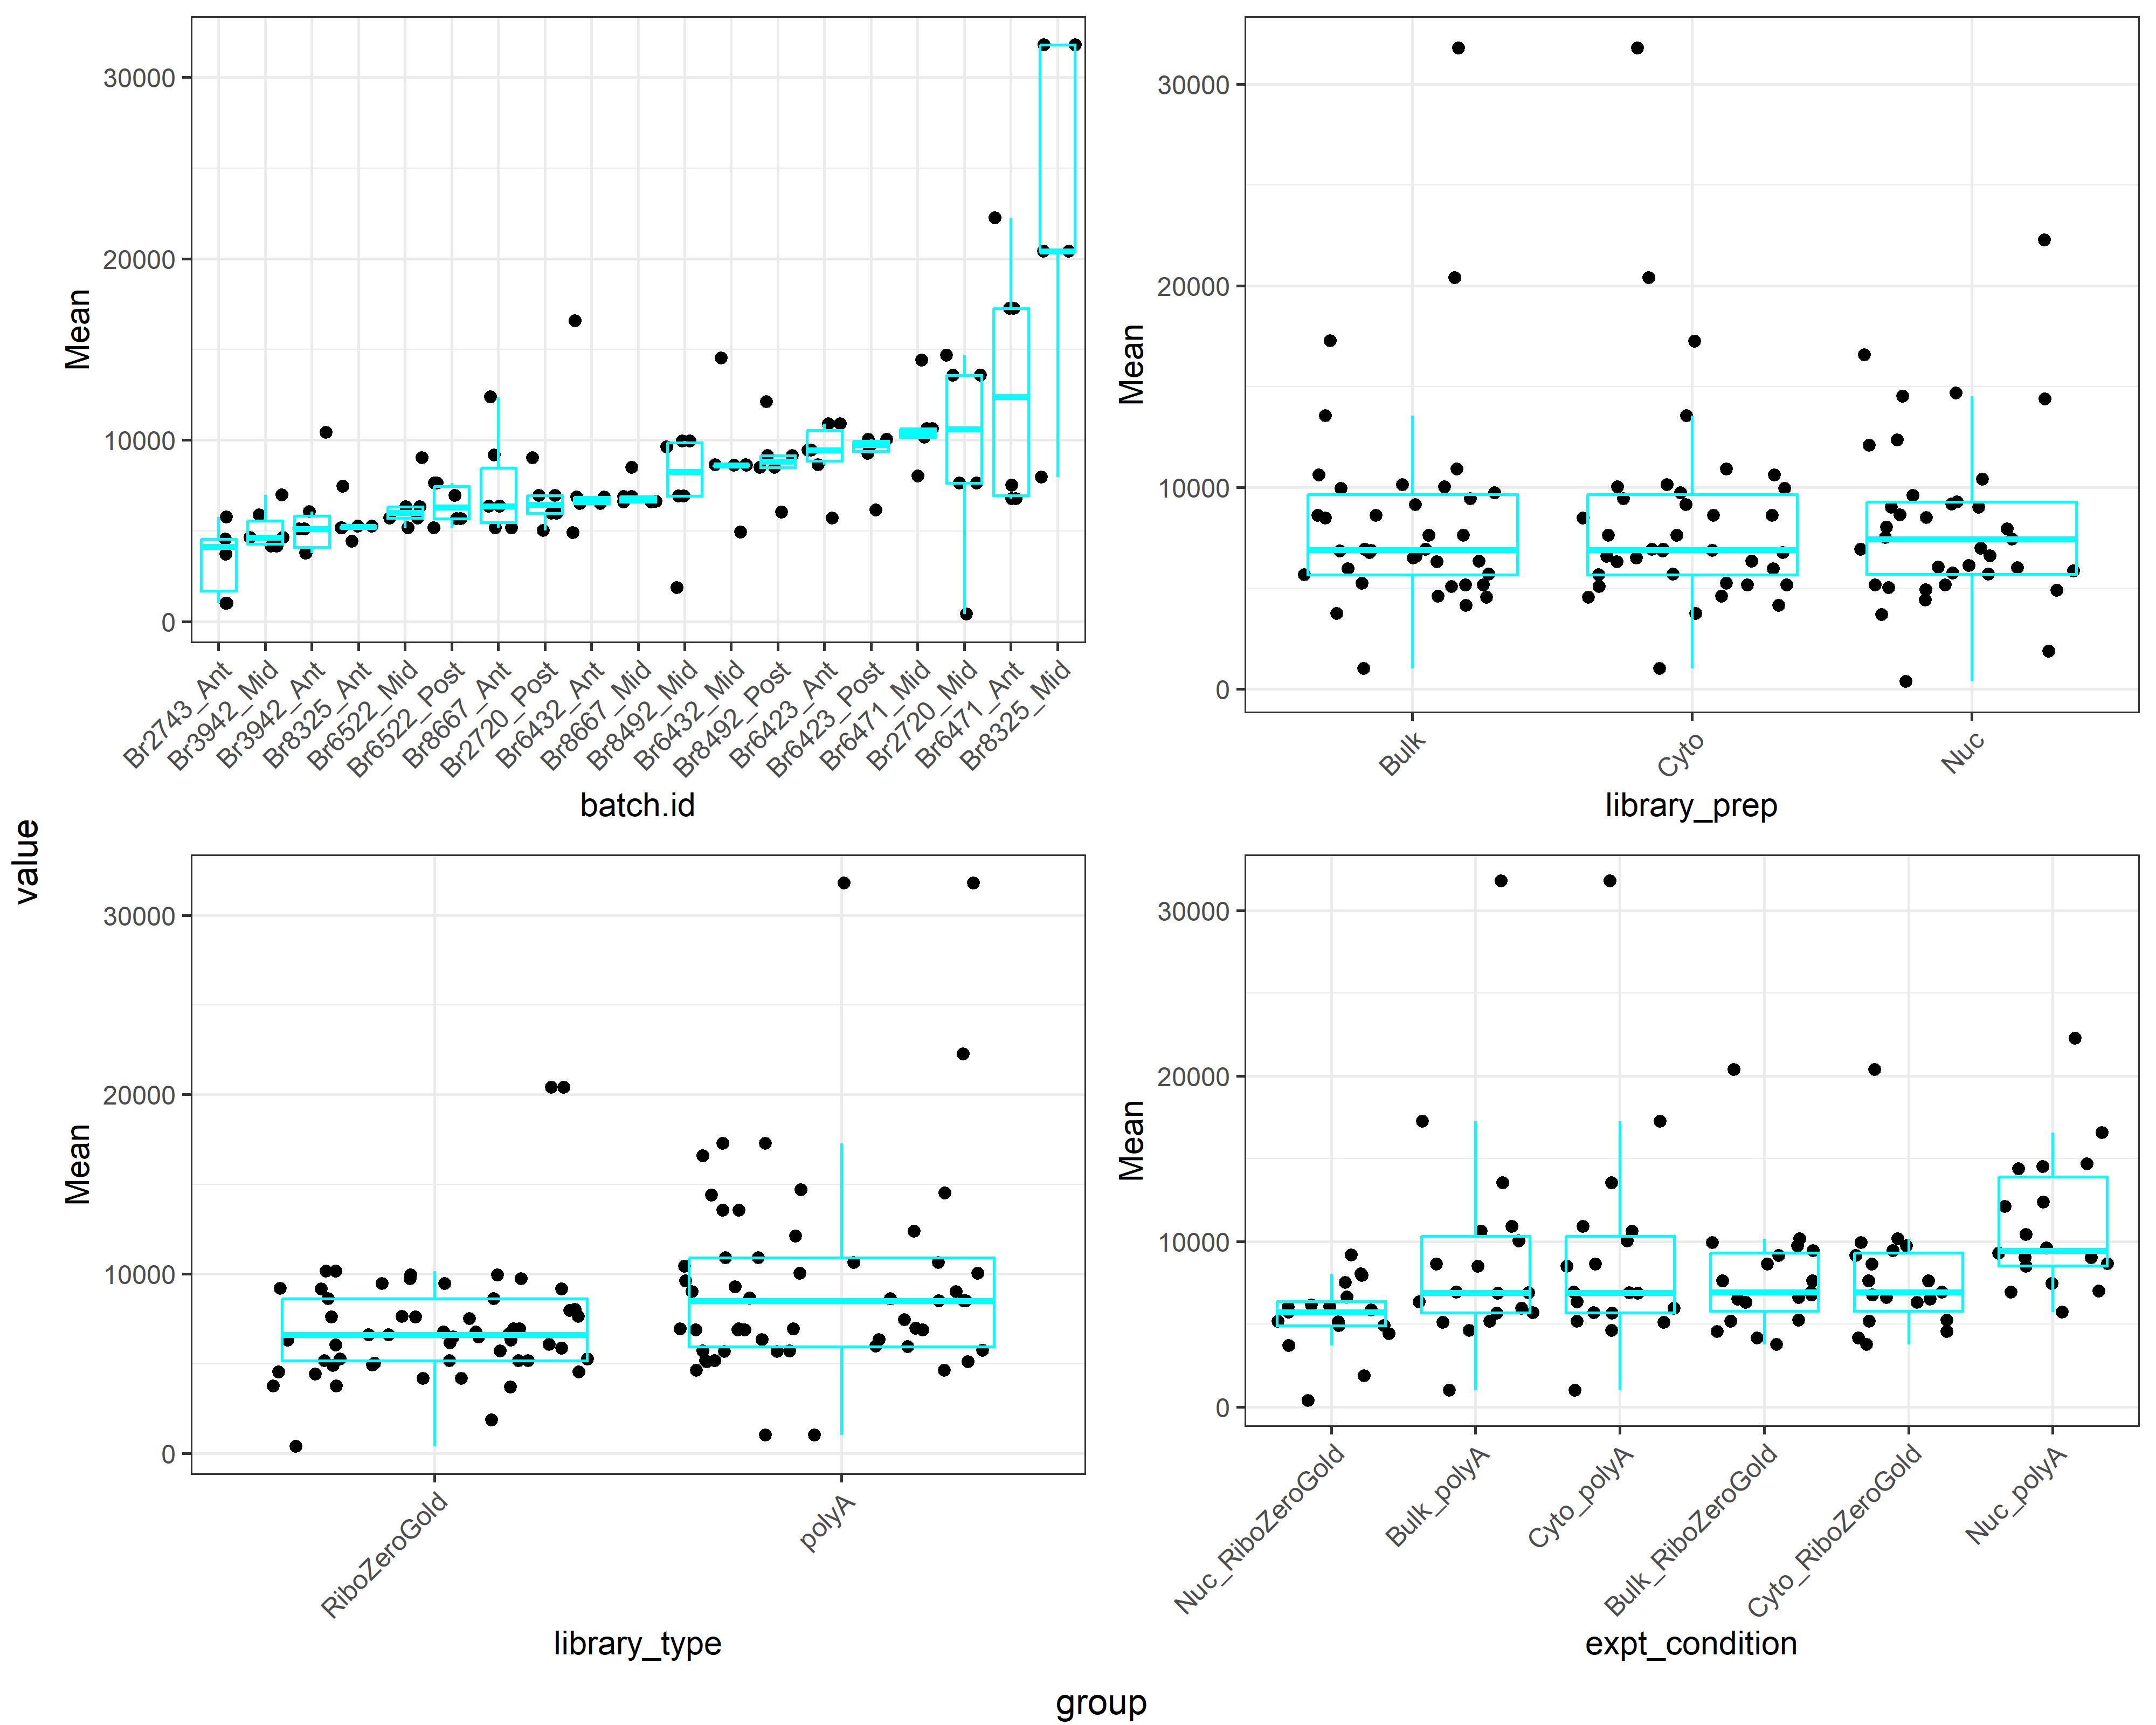 value
Mean
30000
20000
10000
0
Br2743_Ant
Br3942_Mid
Br3942_Ant
Br8325_Ant
Br6522_Mid
Br6522_Post
Br8667_Ant
Br2720_Post
Br6432_Ant
Br8667_Mid
Br8492_Mid
Br6432_Mid
Br8492_Post
Br6423_Ant
Br6423_Post
Br6471_Mid
Br2720_Mid
Br6471_Ant
Br8325_Mid
batch.id
Mean
30000
20000
10000
0
Bulk
Cyto
Nuc
library_prep
Mean
30000
20000
10000
0
RiboZeroGold
polyA
library_type
Mean
30000
20000
10000
0
Nuc_RiboZeroGold
Bulk_polyA
Cyto_polyA
Bulk_RiboZeroGold
Cyto_RiboZeroGold
Nuc_polyA
expt_condition
group